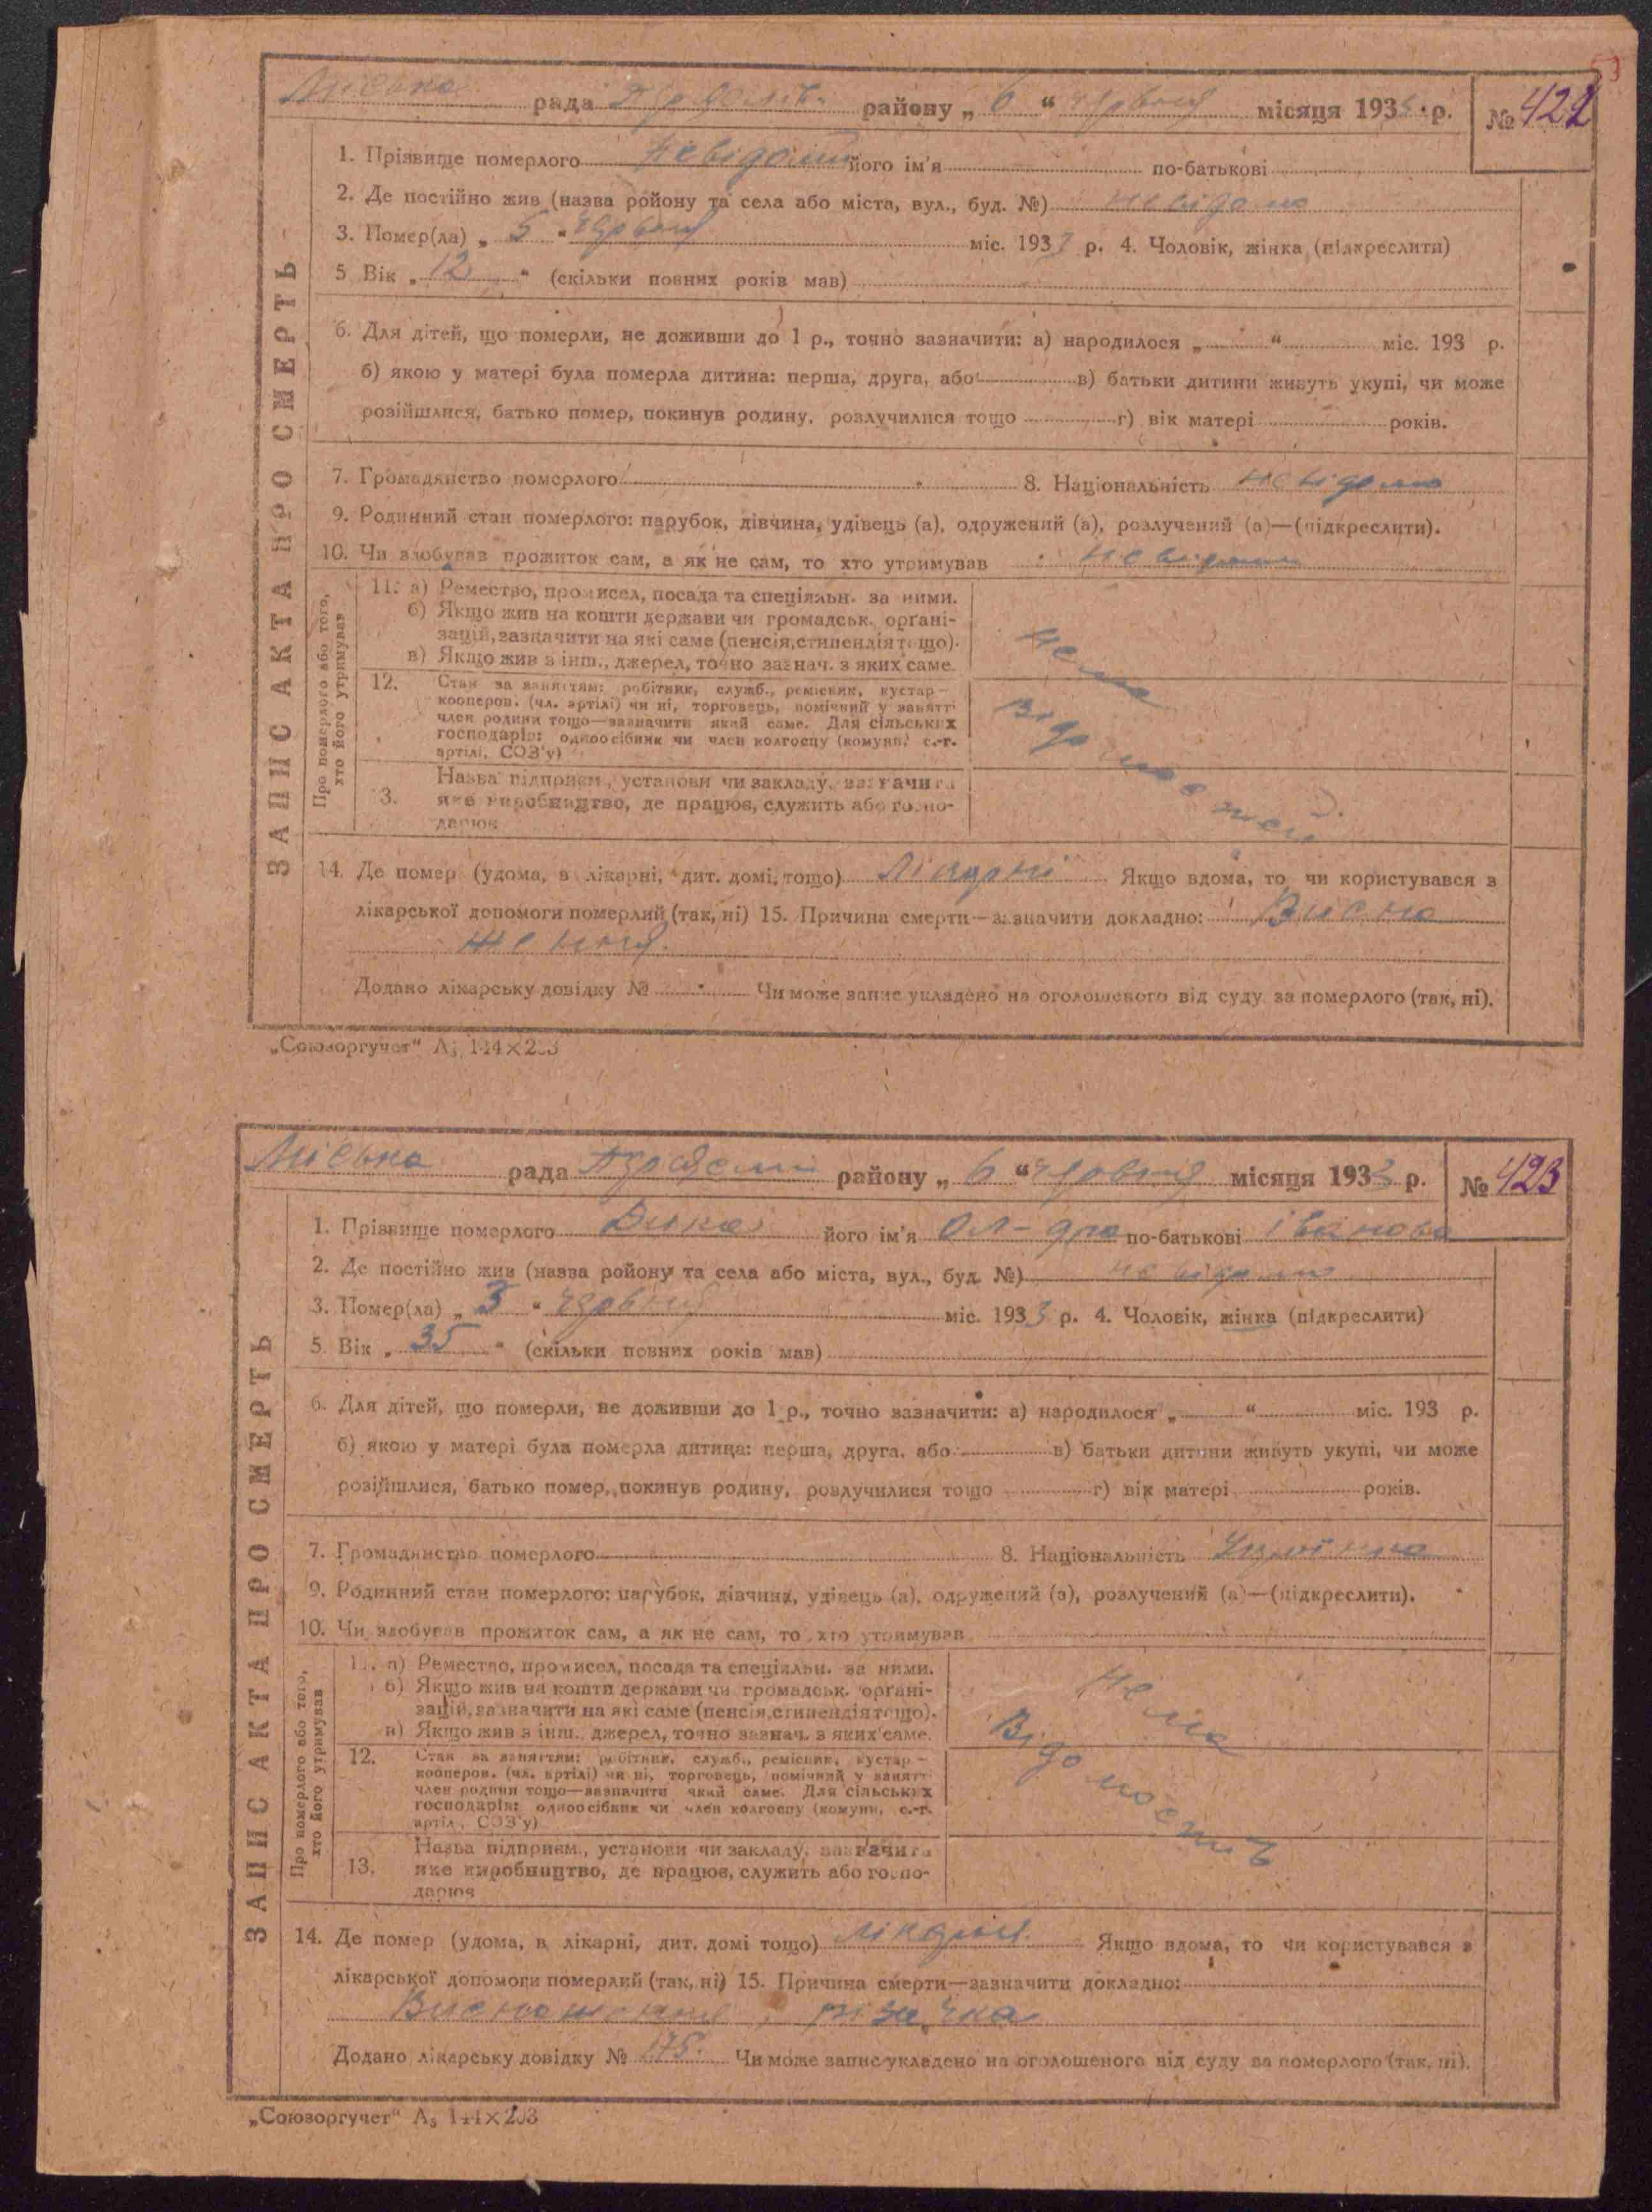 Міська рада району „ 6 “ червня місяця 1933 р. № 422
1. Прізвище померлого Невідомий його ім'я по-батькові
2. Де постійно жив (назва ройону та села або міста, вул., буд. №) невідомо
3. Помер(ла) „ 5 “ червня міс. 1933 р. 4. Чоловік, жінка (підкреслити)
5 Вік „ 12 “ (скільки повних років мав)
6. Для дітей, що померли, не доживши до 1 р., точно зазначити: а) народилося „ “ міс. 193 р.
б) якою у матері була померла дитина: перша, друга, або в) батьки дитини живуть укупі, чи може
розійшлися, батько помер, покинув родину, розлучилися тощо г) вік матері років.
7. Громадянство померлого 8. Національність невідомо
9. Родинний стан померлого: парубок, дівчина, удівець (а), одружений (а), розлучений (а)—(підкреслити).
10. Чи здобував прожиток сам, а як не сам, то хто утримував невідомо
ЗАПИС АКТА ПРО СМЕРТЬ
Про померлого або того,
хто його утримував
11. а) Ремество, промисел, посада та спеціяльн. за ними.
б) Якщо жив на кошти держави чи громадськ. органі-
зацій, зазначити на які саме (пенсія, стипендія тощо).
в) Якщо жив з інш., джерел, точно зазнач. з яких саме.
12. Стан за заняттям: робітник, служб., ремісник, кустар—
кооперов. (чл. артілі) чи ні, торговець, помічний у занятті
член родини тощо—зазначити який саме. Для сільських
господарів: одноосібник чи член колгоспу (комуни, с.-г.
артілі, СОЗ'у)
13. Назва підприєм., установи чи закладу, зазначити
яке виробництво, де працює, служить або госпо-
дарює
Нема
відомостей
14. Де помер (удома, в лікарні, дит. домі, тощо) Лікарні Якщо вдома, то чи користувався з
лікарської допомоги померлий (так, ні) 15. Причина смерти—зазначити докладно: Висна
ження.
Додано лікарську довідку № Чи може запис укладено на оголошеного від суду за померлого (так, ні).
„Союзоргучет“ А5 144×203
Міська рада району „ 6 “ червня місяця 1933 р. № 423
1. Прізвище померлого Дика його ім'я Ол-дра по-батькові Іванова
2. Де постійно жив (назва ройону та села або міста, вул., буд. №) невідомо
3. Помер(ла) „ 3 “ червня міс. 1933 р. 4. Чоловік, жінка (підкреслити)
5. Вік „ 35 “ (скільки повних років мав)
6. Для дітей, що померли, не доживши до 1 р., точно зазначити: а) народилося „ “ міс. 193 р.
б) якою у матері була померла дитина: перша, друга, або в) батьки дитини живуть укупі, чи може
розійшлися, батько помер, покинув родину, розлучилися тощо г) вік матері років.
7. Громадянство померлого 8. Національність Українка
9. Родинний стан померлого: парубок, дівчина, удівець (а), одружений (а), розлучений (а)—(підкреслити).
10. Чи здобував прожиток сам, а як не сам, то хто утримував
ЗАПИС АКТА ПРО СМЕРТЬ
Про померлого або того,
хто його утримував
11. а) Ремество, промисел, посада та спеціяльн. за ними.
б) Якщо жив на кошти держави чи громадськ. органі-
зацій, зазначити на які саме (пенсія, стипендія тощо).
в) Якщо жив з інш. джерел, точно зазнач. з яких саме.
12. Стан за заняттям: робітник, служб., ремісник, кустар—
кооперов. (чл. артілі) чи ні, торговець, помічний у занятті
член родини тощо—зазначити який саме. Для сільських
господарів: одноосібник чи член колгоспу (комуни, с.-г.
артілі, СОЗ'у)
13. Назва підприєм., установи чи закладу, зазначити
яке виробництво, де працює, служить або госпо-
дарює
Нема
Відомостей
14. Де помер (удома, в лікарні, дит. домі тощо) лікарні. Якщо вдома, то чи користувався з
лікарської допомоги померлий (так, ні) 15. Причина смерти—зазначити докладно:
Виснаження, різачка
Додано лікарську довідку № 175. Чи може запис укладено на оголошеного від суду за померлого (так, ні).
„Союзоргучет“ А5 144×203